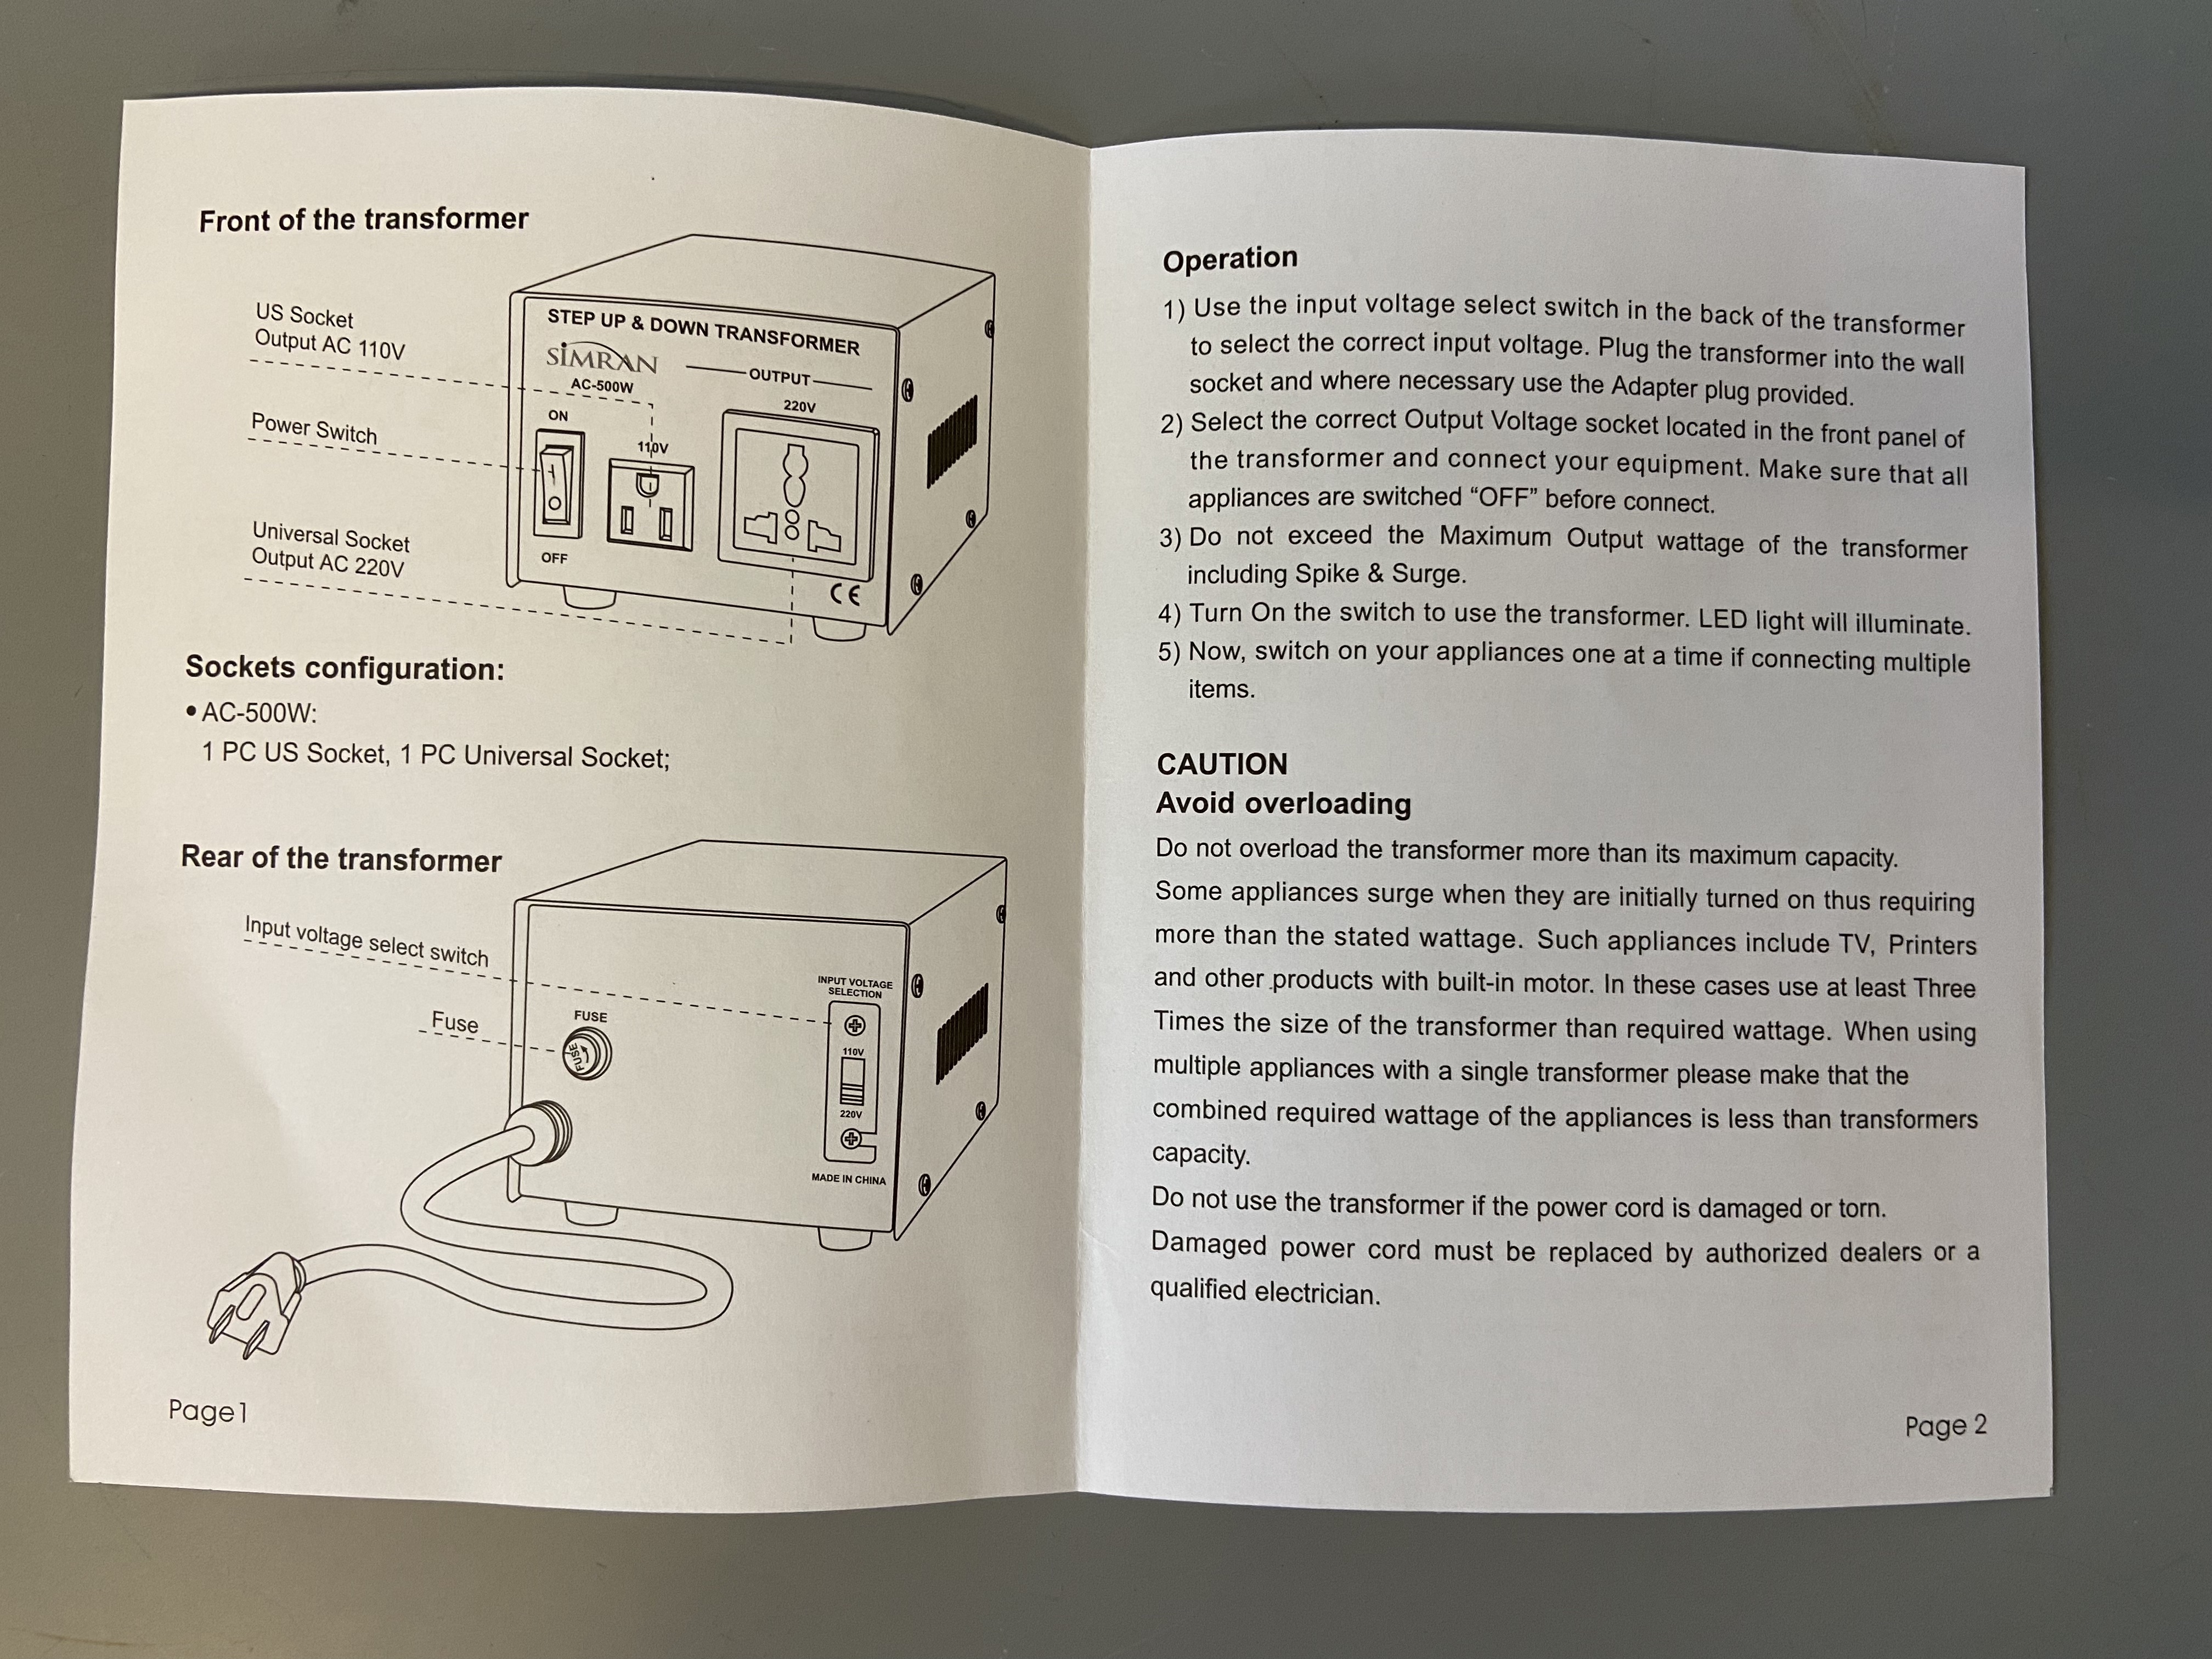 Front of the transformer
US Socket
Output AC 110V
Power Switch
Universal Socket
Output AC 220V
STEP UP & DOWN TRANSFORMER
SIMRAN
AC-500W
OUTPUT
220V
ON
110V
OFF
CE
Sockets configuration:
• AC-500W:
1 PC US Socket, 1 PC Universal Socket;
Rear of the transformer
Input voltage select switch
Fuse
FUSE
FUSE
INPUT VOLTAGE
SELECTION
110V
220V
MADE IN CHINA
Page1
Operation
1) Use the input voltage select switch in the back of the transformer
to select the correct input voltage. Plug the transformer into the wall
socket and where necessary use the Adapter plug provided.
2) Select the correct Output Voltage socket located in the front panel of
the transformer and connect your equipment. Make sure that all
appliances are switched “OFF” before connect.
3) Do not exceed the Maximum Output wattage of the transformer
including Spike & Surge.
4) Turn On the switch to use the transformer. LED light will illuminate.
5) Now, switch on your appliances one at a time if connecting multiple
items.
CAUTION
Avoid overloading
Do not overload the transformer more than its maximum capacity.
Some appliances surge when they are initially turned on thus requiring
more than the stated wattage. Such appliances include TV, Printers
and other products with built-in motor. In these cases use at least Three
Times the size of the transformer than required wattage. When using
multiple appliances with a single transformer please make that the
combined required wattage of the appliances is less than transformers
capacity.
Do not use the transformer if the power cord is damaged or torn.
Damaged power cord must be replaced by authorized dealers or a
qualified electrician.
Page 2